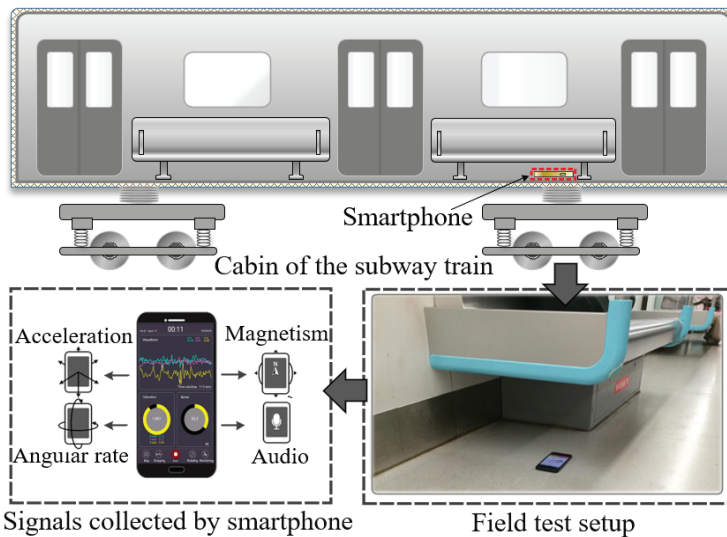 Smartphone
Cabin of the subway train
Acceleration
Magnetism
00:11
Waveform
N
Angular rate
Audio
Signals collected by smartphone
Field test setup